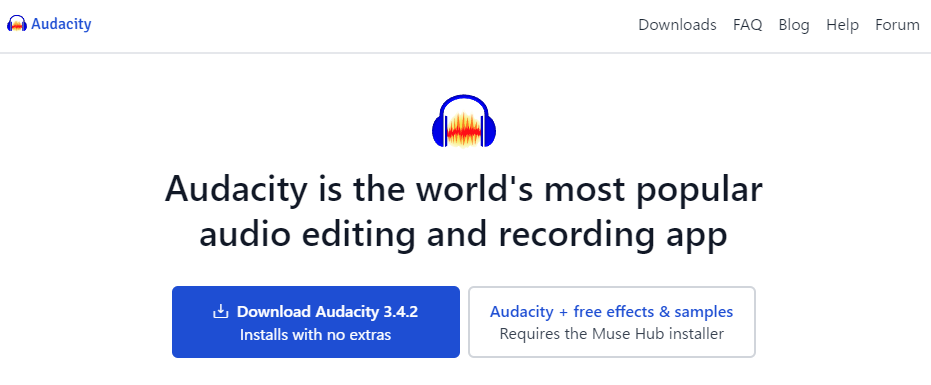 Audacity
Downloads FAQ Blog Help Forum
Audacity is the world's most popular
audio editing and recording app
Download Audacity 3.4.2
Installs with no extras
Audacity + free effects & samples
Requires the Muse Hub installer